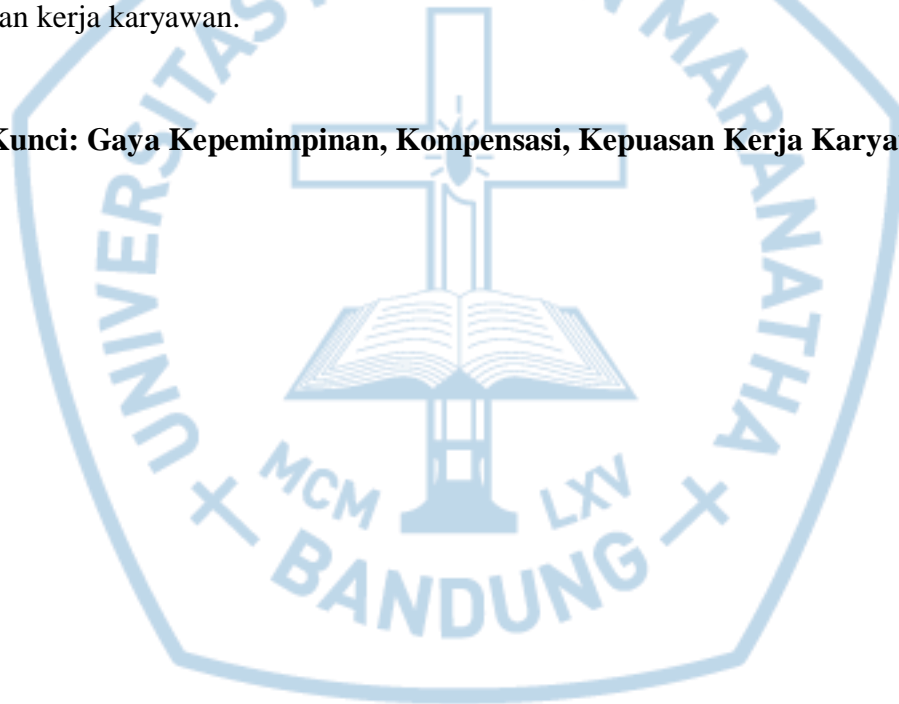 an kerja karyawan.
Kunci: Gaya Kepemimpinan, Kompensasi, Kepuasan Kerja Karya
UNIVERSITAS MARANATHA
MCM LXV
BANDUNG